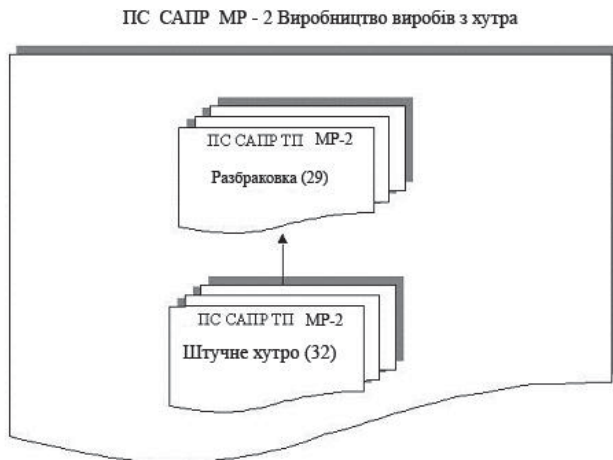 ПС САПР МР - 2 Виробництво виробів з хутра
ПС САПР ТП МР-2
Разбраковка (29)
ПС САПР ТП МР-2
Штучне хутро (32)